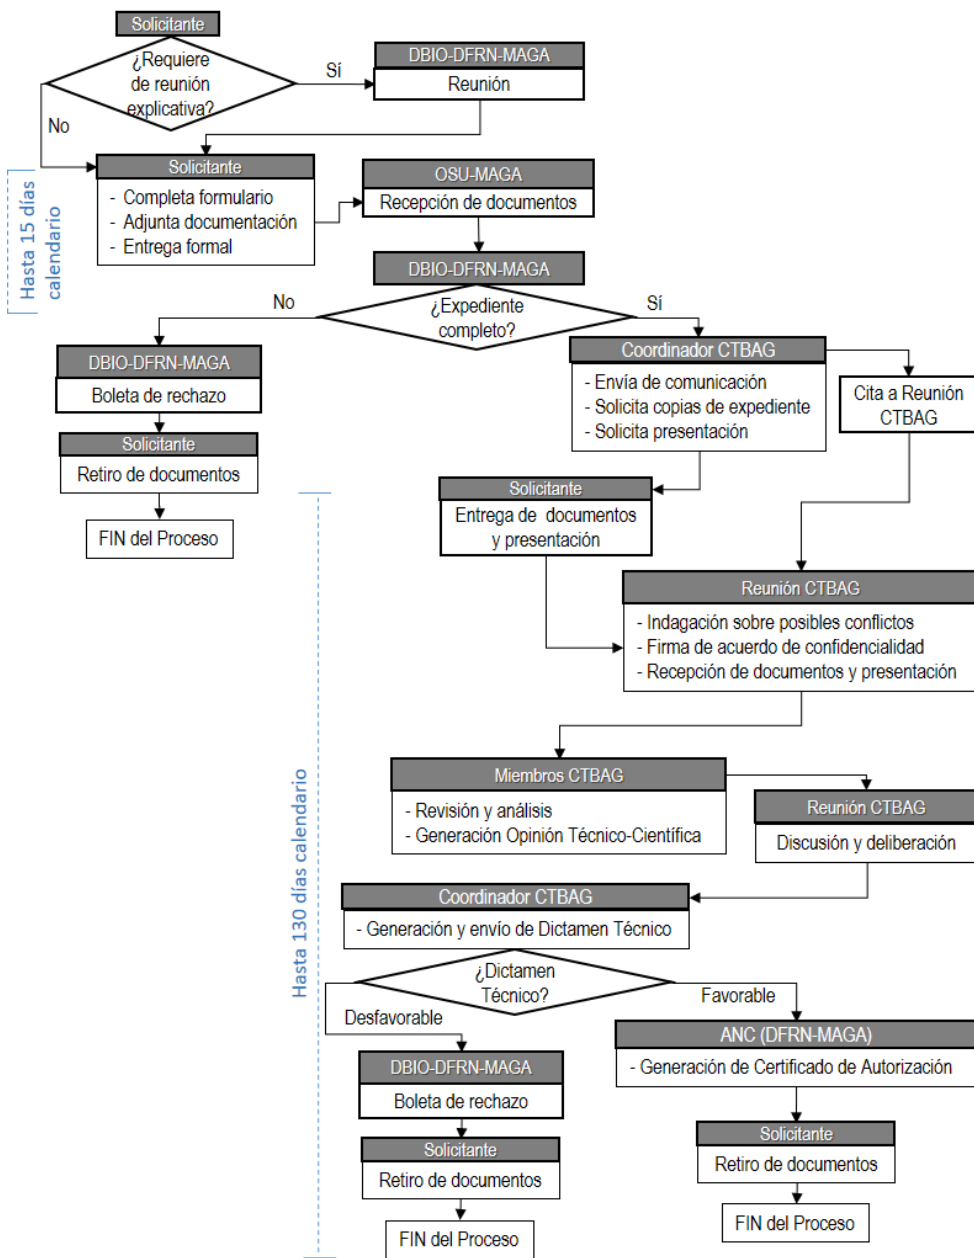 Solicitante
¿Requiere
de reunión
explicativa?
Sí
No
DBIO-DFRN-MAGA
Reunión
Solicitante
- Completa formulario
- Adjunta documentación
- Entrega formal
OSU-MAGA
Recepción de documentos
Hasta 15 días
calendario
DBIO-DFRN-MAGA
¿Expediente
completo?
No
Sí
DBIO-DFRN-MAGA
Boleta de rechazo
Solicitante
Retiro de documentos
FIN del Proceso
Coordinador CTBAG
- Envía de comunicación
- Solicita copias de expediente
- Solicita presentación
Cita a Reunión
CTBAG
Solicitante
Entrega de documentos
y presentación
Reunión CTBAG
- Indagación sobre posibles conflictos
- Firma de acuerdo de confidencialidad
- Recepción de documentos y presentación
Hasta 130 días calendario
Miembros CTBAG
- Revisión y análisis
- Generación Opinión Técnico-Científica
Reunión CTBAG
Discusión y deliberación
Coordinador CTBAG
- Generación y envío de Dictamen Técnico
¿Dictamen
Técnico?
Desfavorable
Favorable
DBIO-DFRN-MAGA
Boleta de rechazo
Solicitante
Retiro de documentos
FIN del Proceso
ANC (DFRN-MAGA)
- Generación de Certificado de Autorización
Solicitante
Retiro de documentos
FIN del Proceso